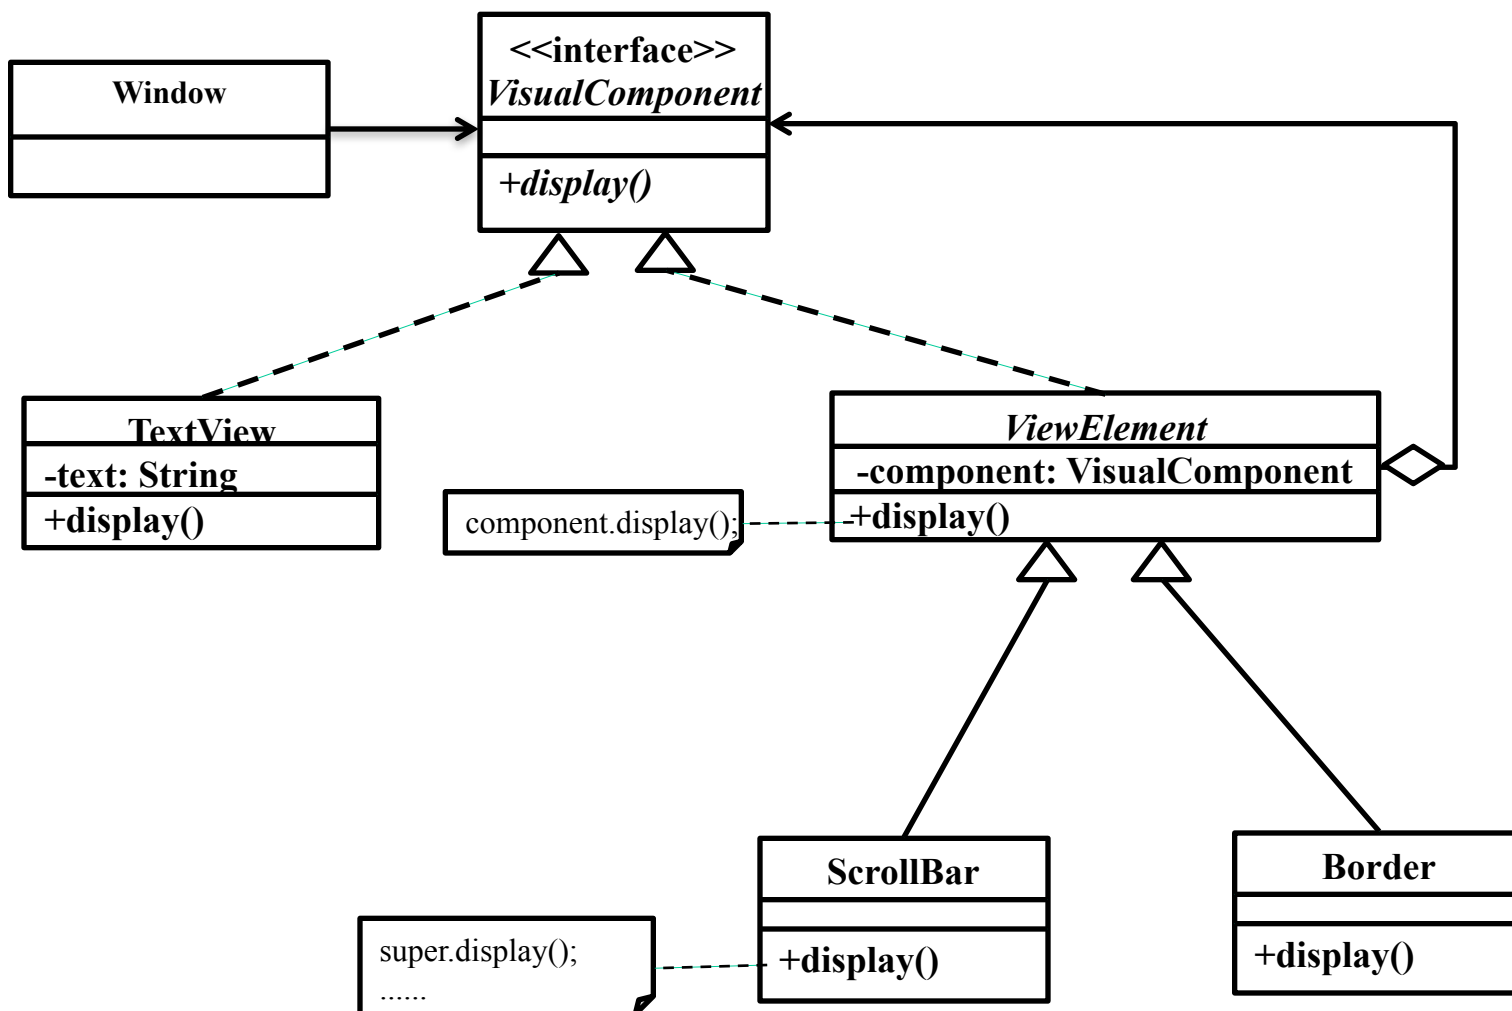 Window
<<interface>>
VisualComponent
+display()
TextView
-text: String
+display()
ViewElement
-component: VisualComponent
+display()
component.display();
ScrollBar
+display()
Border
+display()
super.display();
......